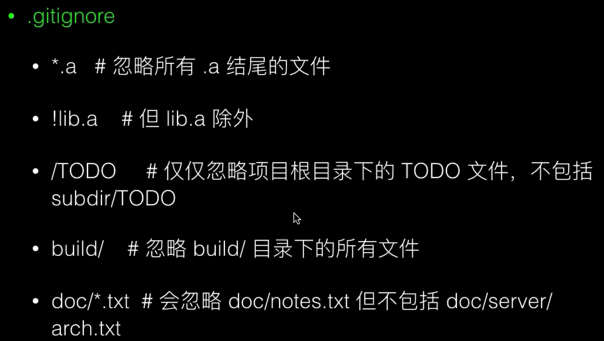 • .gitignore
• *.a # 忽略所有 .a 结尾的文件
• !lib.a # 但 lib.a 除外
• /TODO # 仅仅忽略项目根目录下的 TODO 文件，不包括
subdir/TODO
• build/ # 忽略 build/ 目录下的所有文件
• doc/*.txt # 会忽略 doc/notes.txt 但不包括 doc/server/
arch.txt